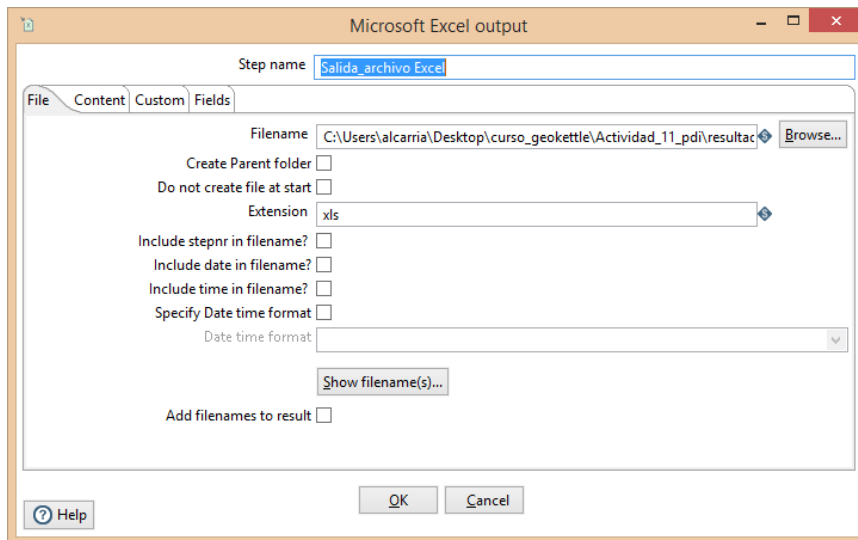 Microsoft Excel output
Step name Salida_archivo Excel
File Content Custom Fields
Filename C:\Users\alcarria\Desktop\curso_geokettle\Actividad_11_pdi\resultac Browse...
Create Parent folder
Do not create file at start
Extension xls
Include stepnr in filename?
Include date in filename?
Include time in filename?
Specify Date time format
Date time format
Show filename(s)...
Add filenames to result
OK Cancel
Help